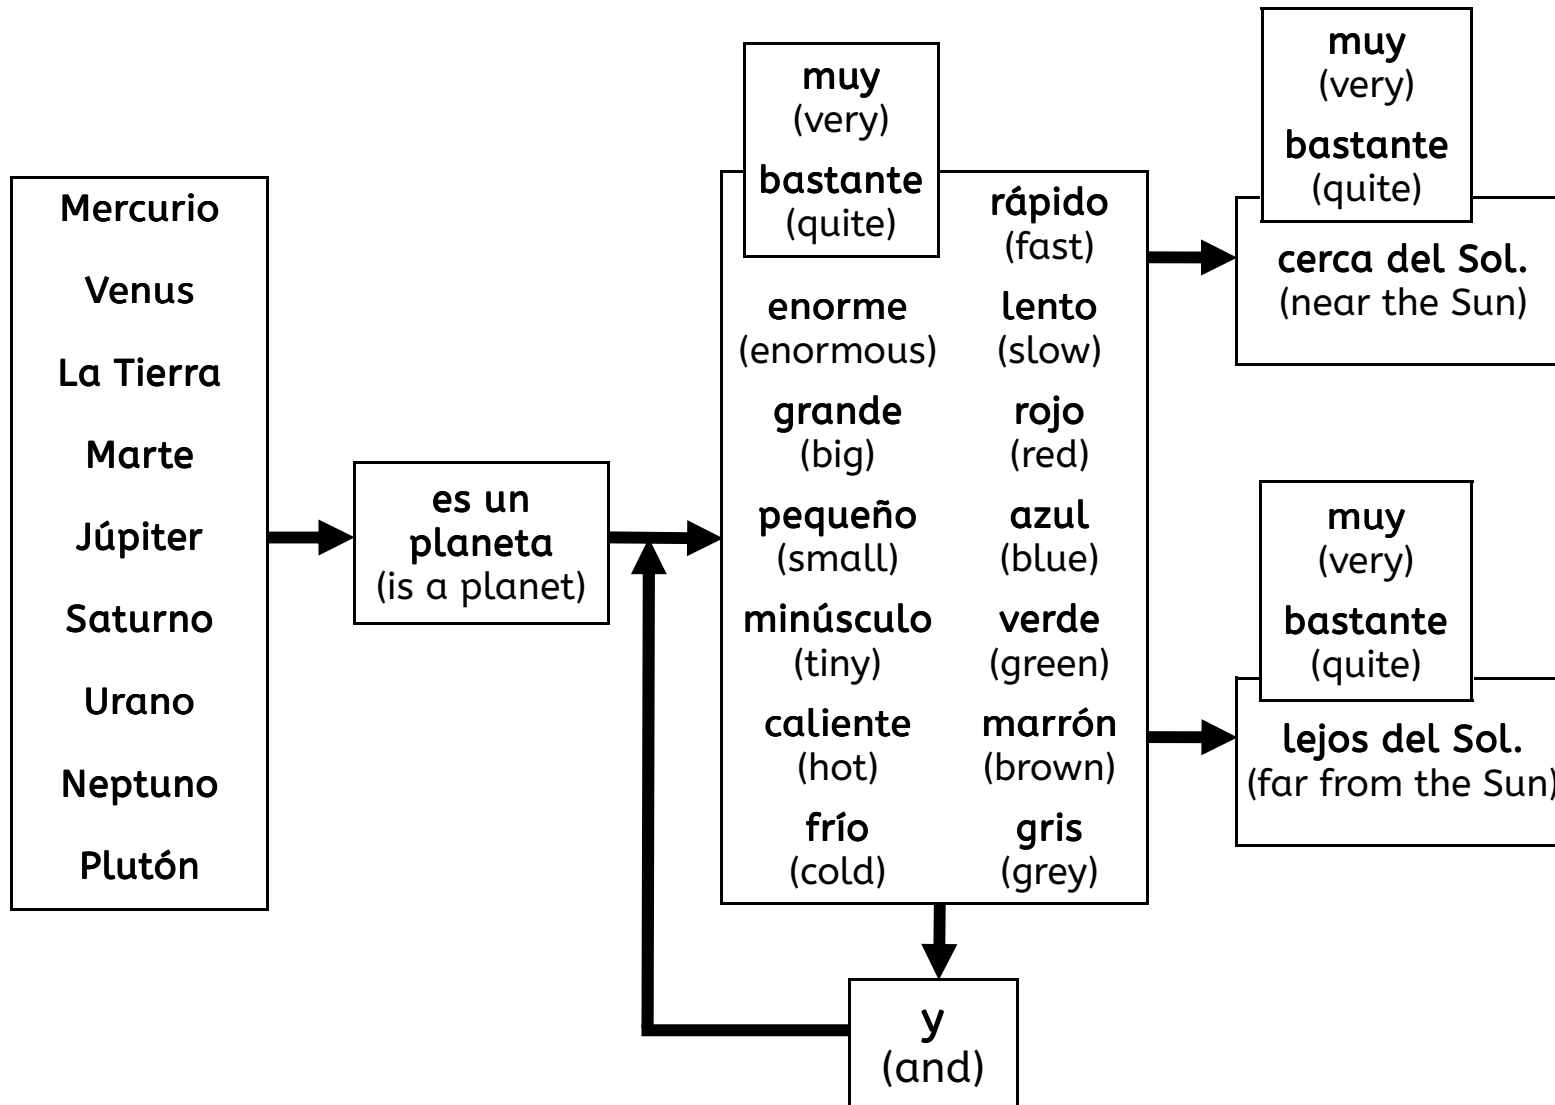 Mercurio
Venus
La Tierra
Marte
Júpiter
Saturno
Urano
Neptuno
Plutón
es un
planeta
(is a planet)
muy
(very)
bastante
(quite)
enorme
(enormous)
grande
(big)
pequeño
(small)
minúsculo
(tiny)
caliente
(hot)
frío
(cold)
rápido
(fast)
lento
(slow)
rojo
(red)
azul
(blue)
verde
(green)
marrón
(brown)
gris
(grey)
y
(and)
muy
(very)
bastante
(quite)
cerca del Sol.
(near the Sun)
muy
(very)
bastante
(quite)
lejos del Sol.
(far from the Sun)